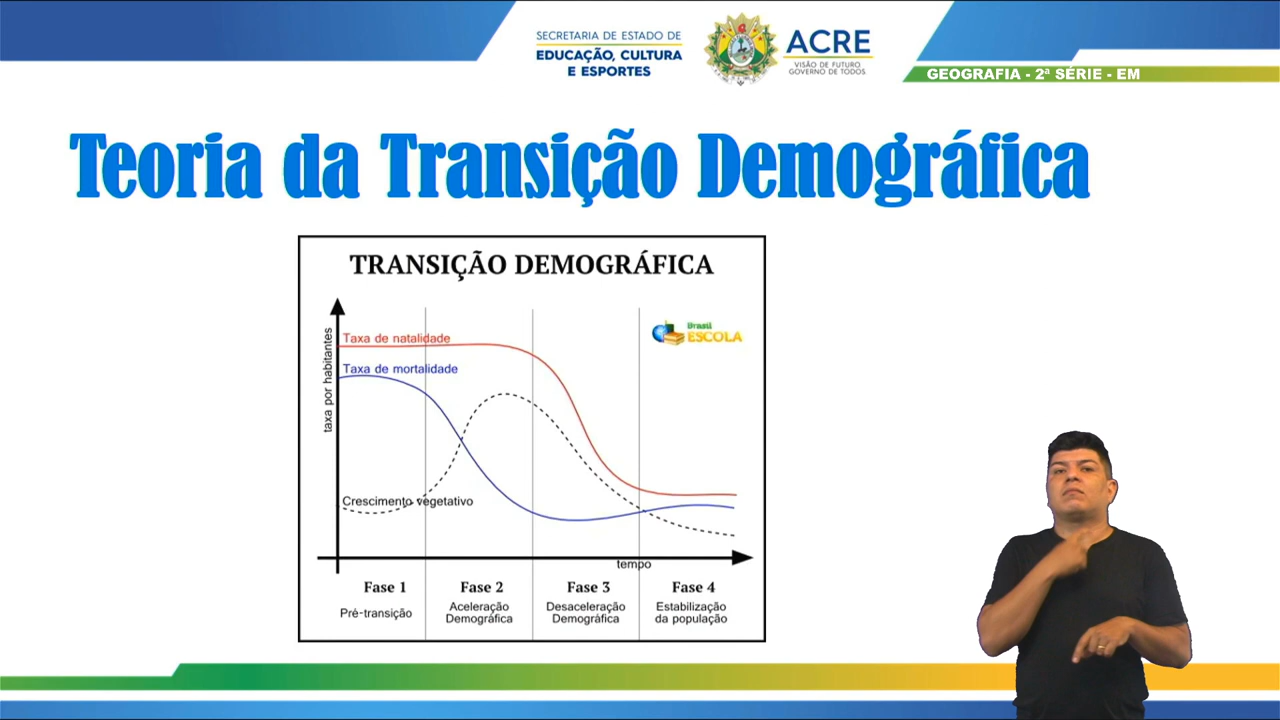 SECRETARIA DE ESTADO DE
EDUCAÇÃO, CULTURA
E ESPORTES
ACRE
VISÃO DE FUTURO
GOVERNO DE TODOS
GEOGRAFIA - 2ª SÉRIE - EM
Teoria da Transição Demográfica
TRANSIÇÃO DEMOGRÁFICA
Brasil
ESCOLA
taxa por habitantes
Taxa de natalidade
Taxa de mortalidade
Crescimento vegetativo
tempo
Fase 1
Pré-transição
Fase 2
Aceleração
Demográfica
Fase 3
Desaceleração
Demográfica
Fase 4
Estabilização
da população